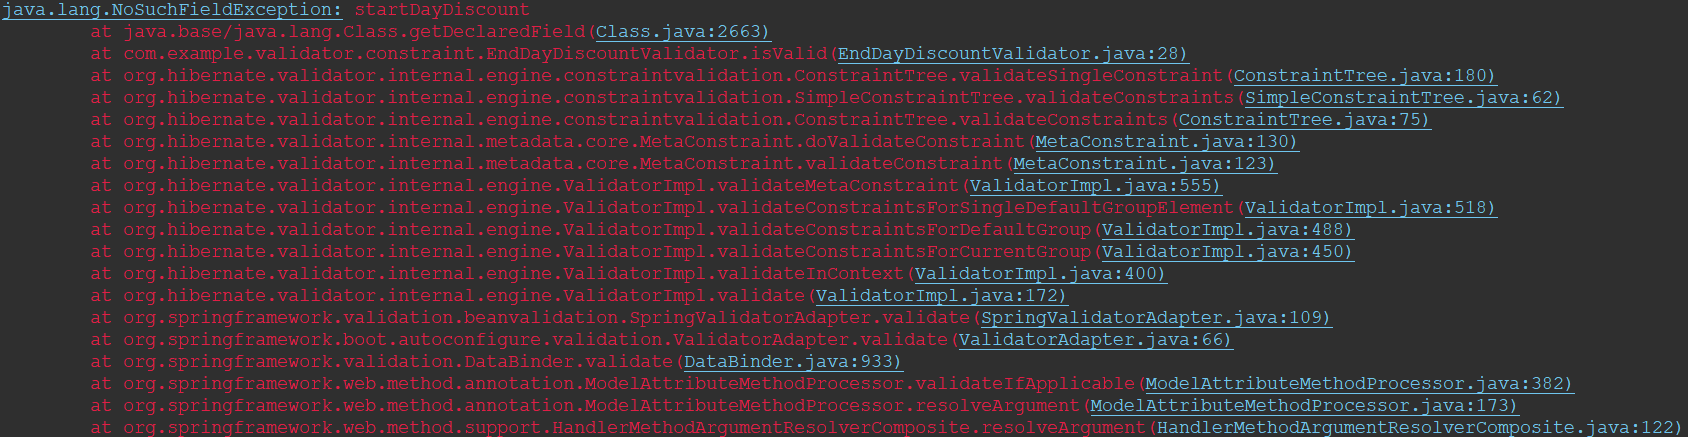 java.lang.NoSuchFieldException: startDayDiscount
at java.base/java.lang.Class.getDeclaredField(Class.java:2663)
at com.example.validator.constraint.EndDayDiscountValidator.isValid(EndDayDiscountValidator.java:28)
at org.hibernate.validator.internal.engine.constraintvalidation.ConstraintTree.validateSingleConstraint(ConstraintTree.java:180)
at org.hibernate.validator.internal.engine.constraintvalidation.SimpleConstraintTree.validateConstraints(SimpleConstraintTree.java:62)
at org.hibernate.validator.internal.engine.constraintvalidation.ConstraintTree.validateConstraints(ConstraintTree.java:75)
at org.hibernate.validator.internal.metadata.core.MetaConstraint.doValidateConstraint(MetaConstraint.java:130)
at org.hibernate.validator.internal.metadata.core.MetaConstraint.validateConstraint(MetaConstraint.java:123)
at org.hibernate.validator.internal.engine.ValidatorImpl.validateMetaConstraint(ValidatorImpl.java:555)
at org.hibernate.validator.internal.engine.ValidatorImpl.validateConstraintsForSingleDefaultGroupElement(ValidatorImpl.java:518)
at org.hibernate.validator.internal.engine.ValidatorImpl.validateConstraintsForDefaultGroup(ValidatorImpl.java:488)
at org.hibernate.validator.internal.engine.ValidatorImpl.validateConstraintsForCurrentGroup(ValidatorImpl.java:450)
at org.hibernate.validator.internal.engine.ValidatorImpl.validateInContext(ValidatorImpl.java:400)
at org.hibernate.validator.internal.engine.ValidatorImpl.validate(ValidatorImpl.java:172)
at org.springframework.validation.beanvalidation.SpringValidatorAdapter.validate(SpringValidatorAdapter.java:109)
at org.springframework.boot.autoconfigure.validation.ValidatorAdapter.validate(ValidatorAdapter.java:66)
at org.springframework.validation.DataBinder.validate(DataBinder.java:933)
at org.springframework.web.method.annotation.ModelAttributeMethodProcessor.validateIfApplicable(ModelAttributeMethodProcessor.java:382)
at org.springframework.web.method.annotation.ModelAttributeMethodProcessor.resolveArgument(ModelAttributeMethodProcessor.java:173)
at org.springframework.web.method.support.HandlerMethodArgumentResolverComposite.resolveArgument(HandlerMethodArgumentResolverComposite.java:122)